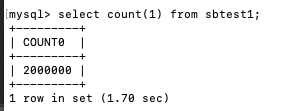 mysql> select count(1) from sbtest1;
+---------+
| COUNT0  |
+---------+
| 2000000 |
+---------+
1 row in set (1.70 sec)